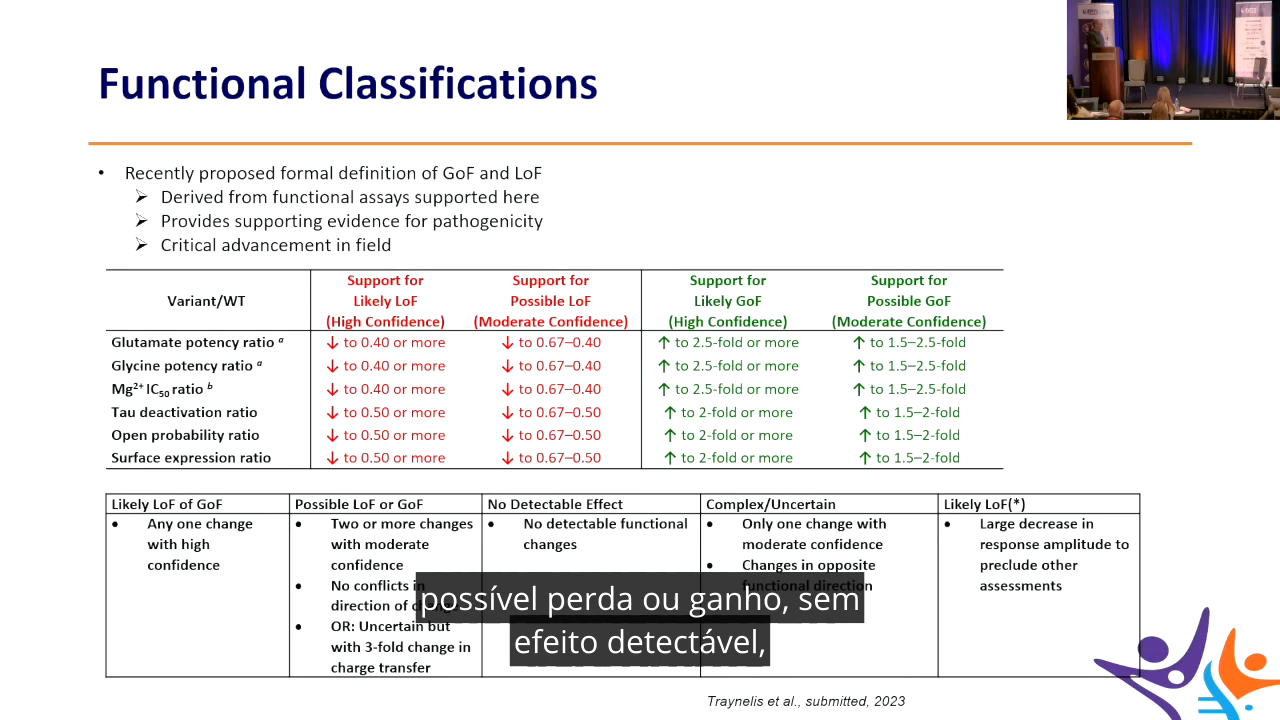 Functional Classifications
• Recently proposed formal definition of GoF and LoF
➢ Derived from functional assays supported here
➢ Provides supporting evidence for pathogenicity
➢ Critical advancement in field
Variant/WT
Support for
Likely LoF
(High Confidence)
Support for
Possible LoF
(Moderate Confidence)
Support for
Likely GoF
(High Confidence)
Support for
Possible GoF
(Moderate Confidence)
Glutamate potency ratio a ↓ to 0.40 or more ↓ to 0.67–0.40 ↑ to 2.5-fold or more ↑ to 1.5–2.5-fold
Glycine potency ratio a ↓ to 0.40 or more ↓ to 0.67–0.40 ↑ to 2.5-fold or more ↑ to 1.5–2.5-fold
Mg2+ IC50 ratio b ↓ to 0.40 or more ↓ to 0.67–0.40 ↑ to 2.5-fold or more ↑ to 1.5–2.5-fold
Tau deactivation ratio ↓ to 0.50 or more ↓ to 0.67–0.50 ↑ to 2-fold or more ↑ to 1.5–2-fold
Open probability ratio ↓ to 0.50 or more ↓ to 0.67–0.50 ↑ to 2-fold or more ↑ to 1.5–2-fold
Surface expression ratio ↓ to 0.50 or more ↓ to 0.67–0.50 ↑ to 2-fold or more ↑ to 1.5–2-fold
Likely LoF of GoF
• Any one change
with high
confidence
Possible LoF or GoF
• Two or more changes
with moderate
confidence
• No conflicts in
direction of change
• OR: Uncertain but
with 3-fold change in
charge transfer
No Detectable Effect
• No detectable functional
changes
Complex/Uncertain
• Only one change with
moderate confidence
• Changes in opposite
functional direction
Likely LoF(*)
• Large decrease in
response amplitude to
preclude other
assessments
possível perda ou ganho, sem
efeito detectável,
Traynelis et al., submitted, 2023